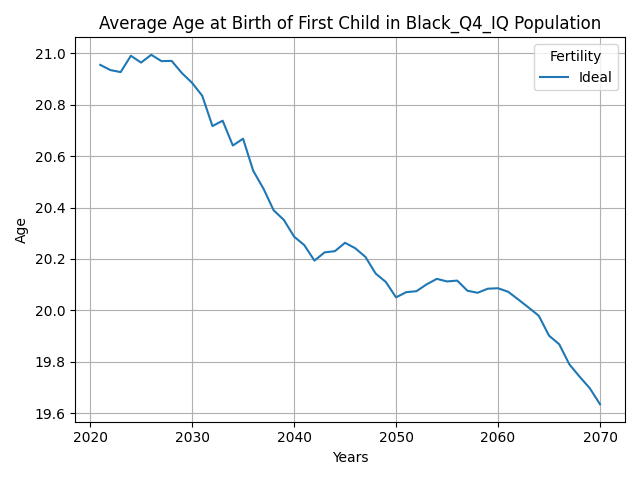 Average Age at Birth of First Child in Black_Q4_IQ Population
Fertility
Ideal
Age
21.0
20.8
20.6
20.4
20.2
20.0
19.8
19.6
2020 2030 2040 2050 2060 2070
Years